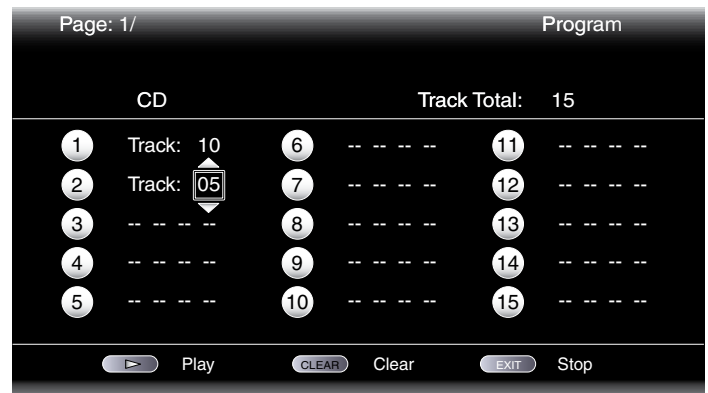 Page: 1/ Program
CD Track Total: 15
1 Track: 10 6 -- -- -- -- 11 -- -- -- --
2 Track: 05 7 -- -- -- -- 12 -- -- -- --
3 -- -- -- -- 8 -- -- -- -- 13 -- -- -- --
4 -- -- -- -- 9 -- -- -- -- 14 -- -- -- --
5 -- -- -- -- 10 -- -- -- -- 15 -- -- -- --
Play CLEAR Clear EXIT Stop